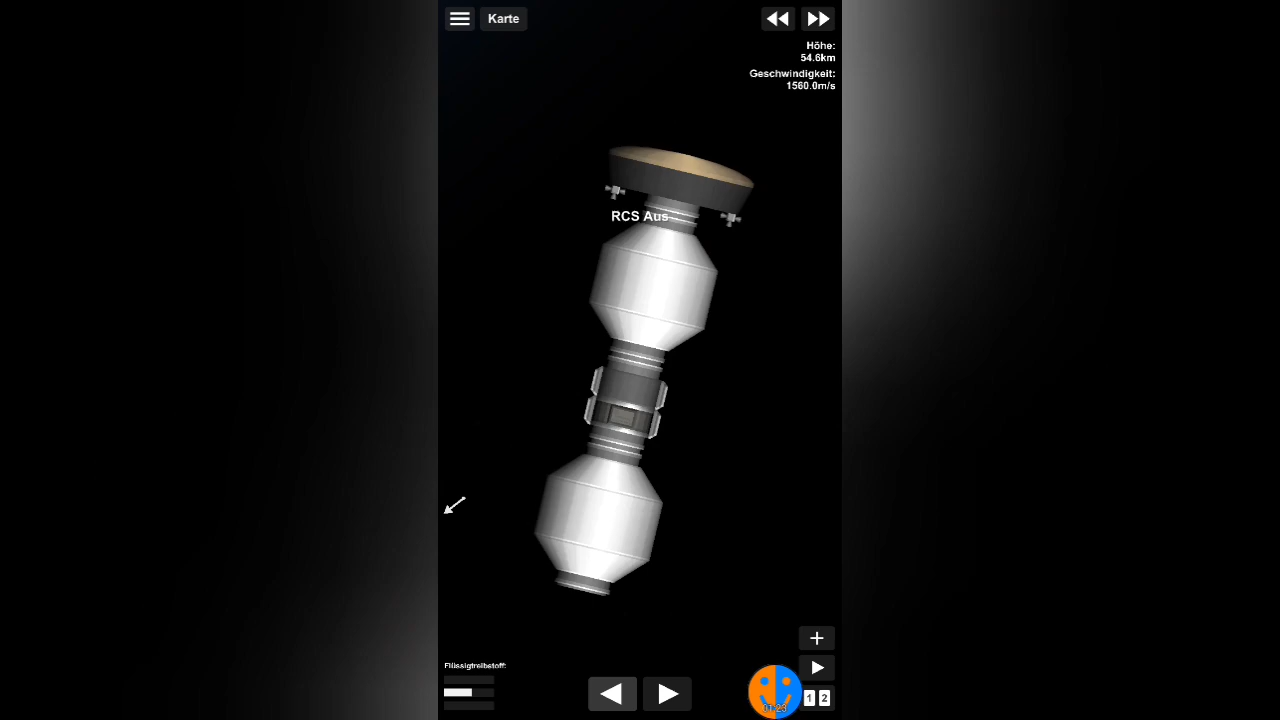 Karte
Höhe:
54.6km
Geschwindigkeit:
1560.0m/s
RCS Aus
Flüssigtreibstoff:
1 2